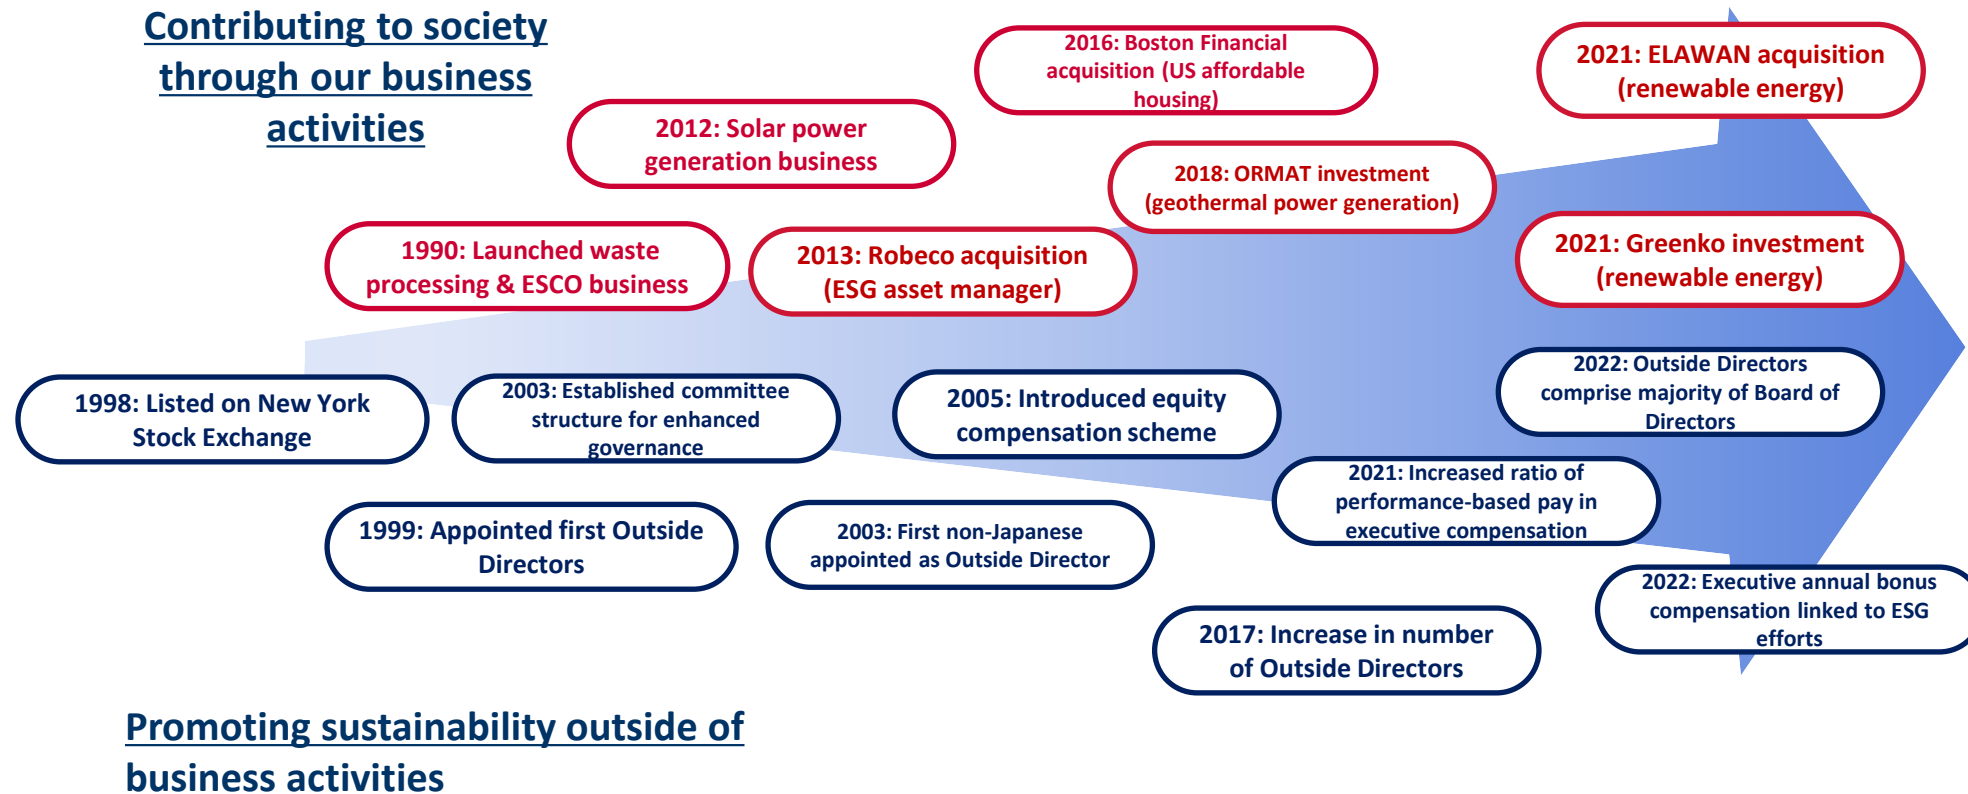 Contributing to society
through our business
activities
2016: Boston Financial
acquisition (US affordable
housing)
2021: ELAWAN acquisition
(renewable energy)
2012: Solar power
generation business
2018: ORMAT investment
(geothermal power generation)
1990: Launched waste
processing & ESCO business
2013: Robeco acquisition
(ESG asset manager)
2021: Greenko investment
(renewable energy)
1998: Listed on New York
Stock Exchange
2003: Established committee
structure for enhanced
governance
2005: Introduced equity
compensation scheme
2022: Outside Directors
comprise majority of Board of
Directors
2021: Increased ratio of
performance-based pay in
executive compensation
1999: Appointed first Outside
Directors
2003: First non-Japanese
appointed as Outside Director
2022: Executive annual bonus
compensation linked to ESG
efforts
2017: Increase in number
of Outside Directors
Promoting sustainability outside of
business activities